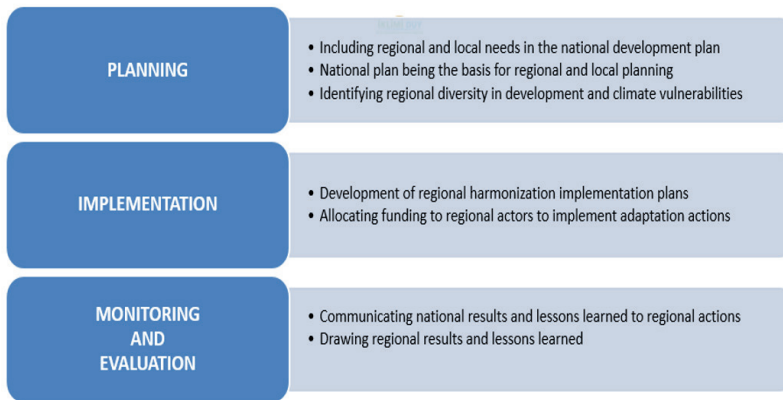 PLANNING
• Including regional and local needs in the national development plan
• National plan being the basis for regional and local planning
• Identifying regional diversity in development and climate vulnerabilities
IMPLEMENTATION
• Development of regional harmonization implementation plans
• Allocating funding to regional actors to implement adaptation actions
MONITORING
AND
EVALUATION
• Communicating national results and lessons learned to regional actions
• Drawing regional results and lessons learned